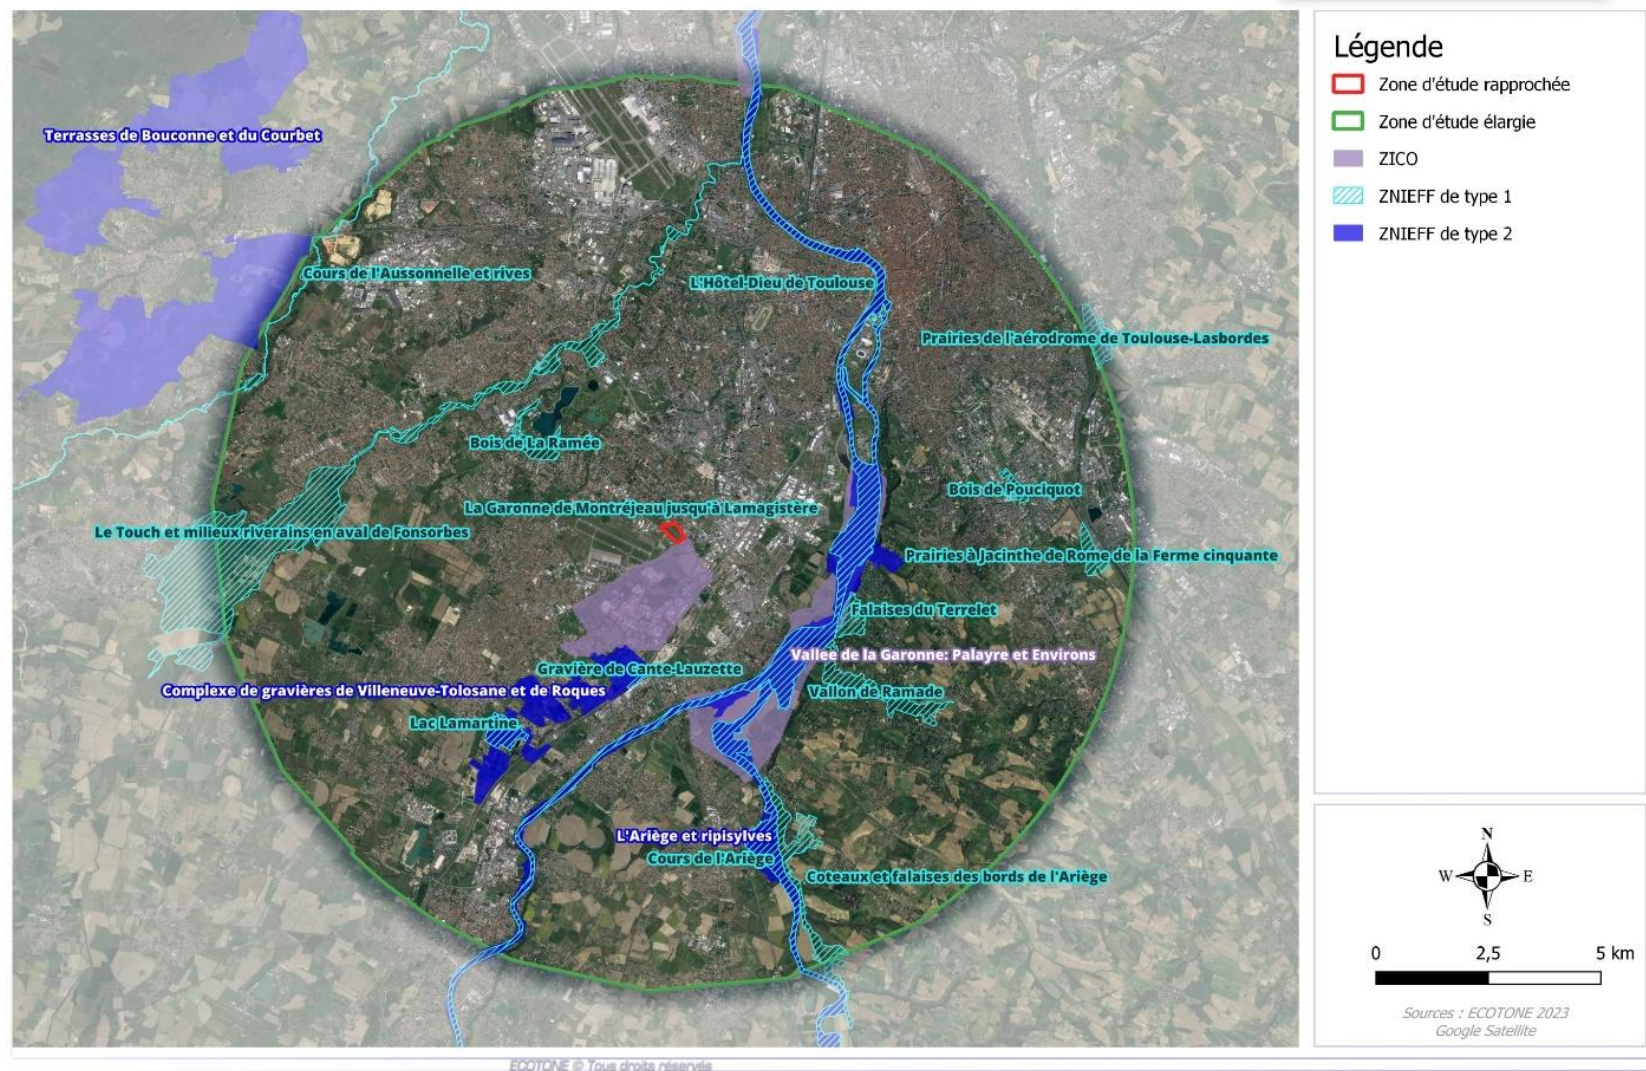 Légende
Zone d'étude rapprochée
Zone d'étude élargie
ZICO
ZNIEFF de type 1
ZNIEFF de type 2
Terrasses de Bouconne et du Courbet
Cours de l'Aussonnelle et rives
L'Hôtel-Dieu de Toulouse
Prairies de l'aérodrome de Toulouse-Lasbordes
Bois de La Ramée
Bois de Pouciquot
La Garonne de Montréjeau jusqu'à Lamagistère
Le Touch et milieux riverains en aval de Fonsorbes
Prairies à Jacinthe de Rome de la Ferme cinquante
Falaises du Terrelet
Vallee de la Garonne: Palayre et Environs
Gravière de Cante-Lauzette
Complexe de gravières de Villeneuve-Tolosane et de Roques
Vallon de Ramade
Lac Lamartine
L'Ariège et ripisylves
Cours de l'Ariège
Coteaux et falaises des bords de l'Ariège
N
W E
S
0 2,5 5 km
Sources : ECOTONE 2023
Google Satellite
ECOTONE © Tous droits réservés